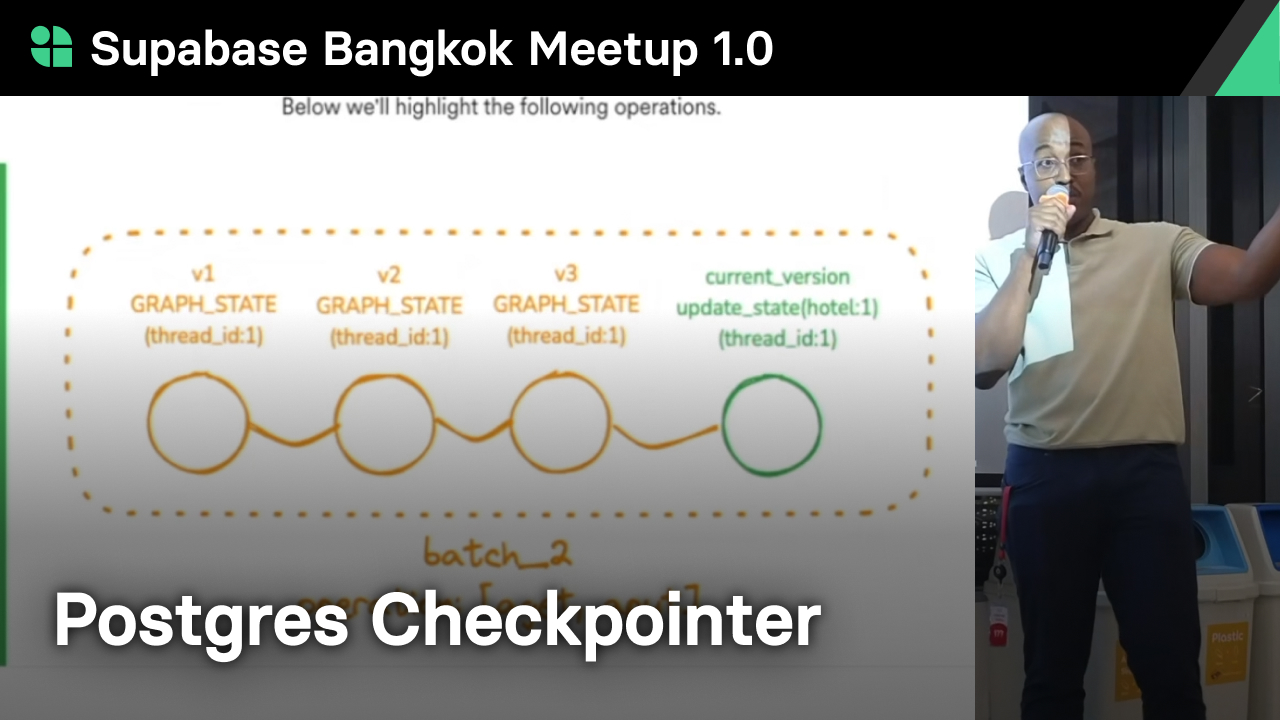 Supabase Bangkok Meetup 1.0
Below we'll highlight the following operations.
v1
GRAPH_STATE
(thread_id:1)
v2
GRAPH_STATE
(thread_id:1)
v3
GRAPH_STATE
(thread_id:1)
current_version
update_state(hotel:1)
(thread_id:1)
batch_2
Postgres Checkpointer
Plastic